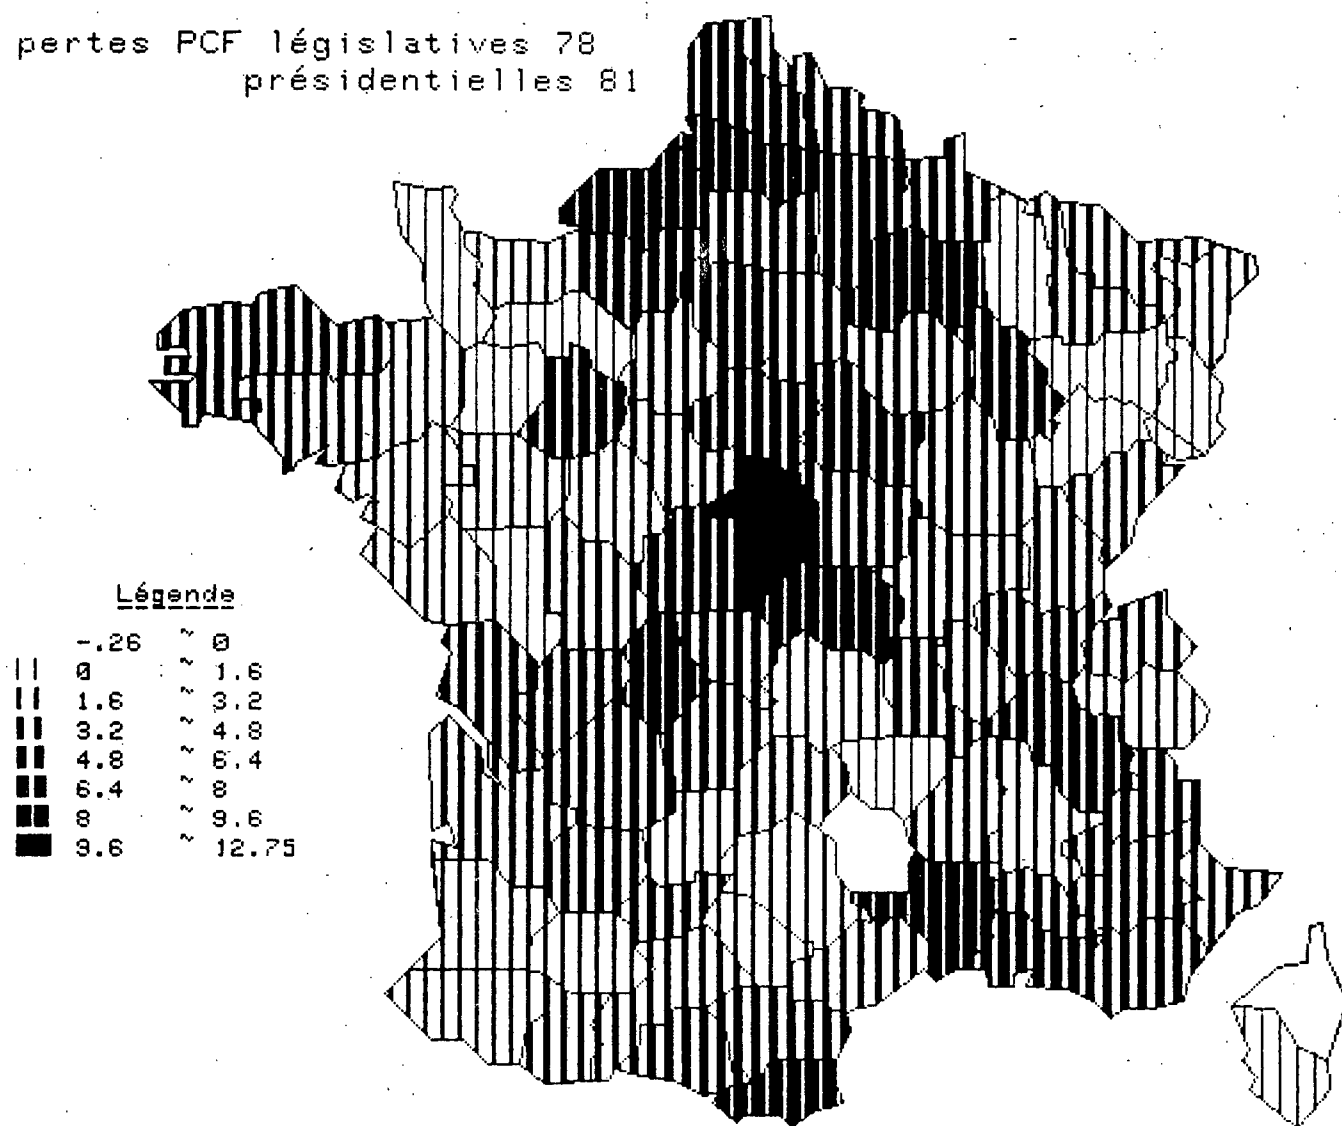 pertes PCF législatives 78
présidentielles 81
Légende
-.26 ~ 0
0 ~ 1.6
1.6 ~ 3.2
3.2 ~ 4.8
4.8 ~ 6.4
6.4 ~ 8
8 ~ 9.6
9.6 ~ 12.75